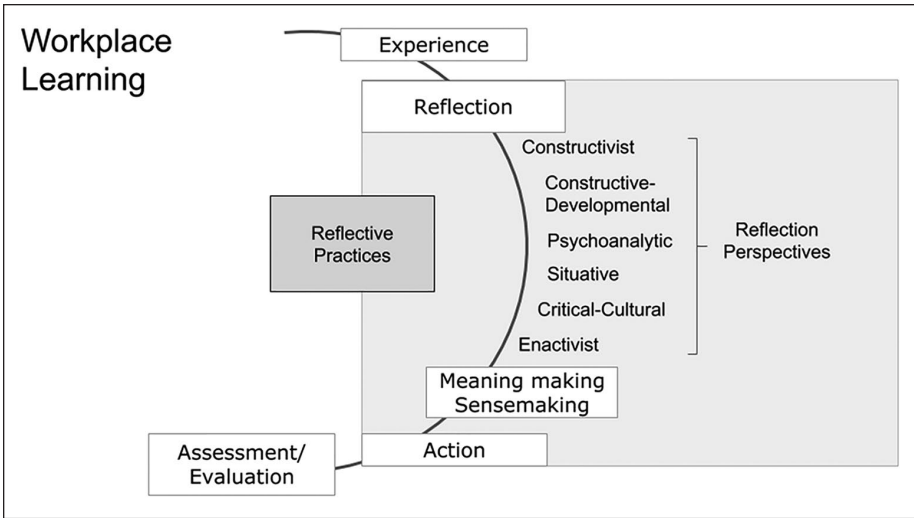 Workplace
Learning
Experience
Reflection
Constructivist
Constructive-
Developmental
Psychoanalytic
Situative
Critical-Cultural
Enactivist
Reflection
Perspectives
Reflective
Practices
Meaning making
Sensemaking
Action
Assessment/
Evaluation